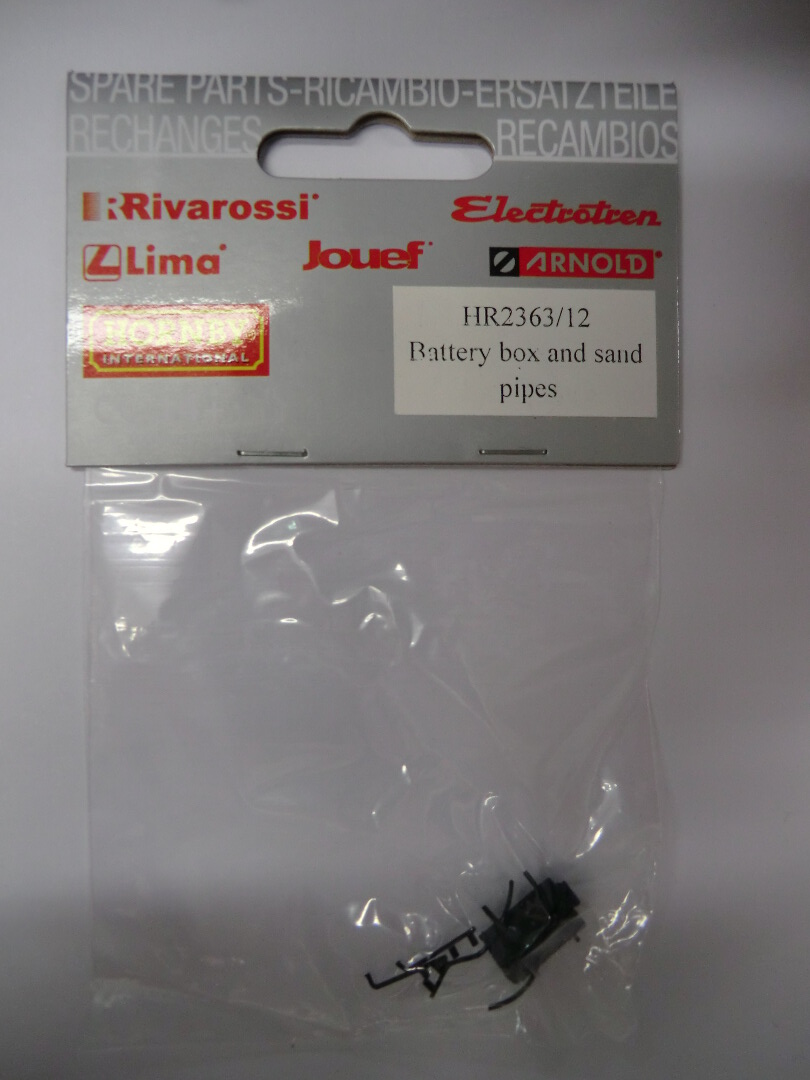 SPARE PARTS-RICAMBIO-ERSATZTEILE
RECHANGES RECAMBIOS
Rivarossi Electrotren
Lima Jouef ARNOLD
HORNBY
INTERNATIONAL
HR2363/12
Battery box and sand
pipes